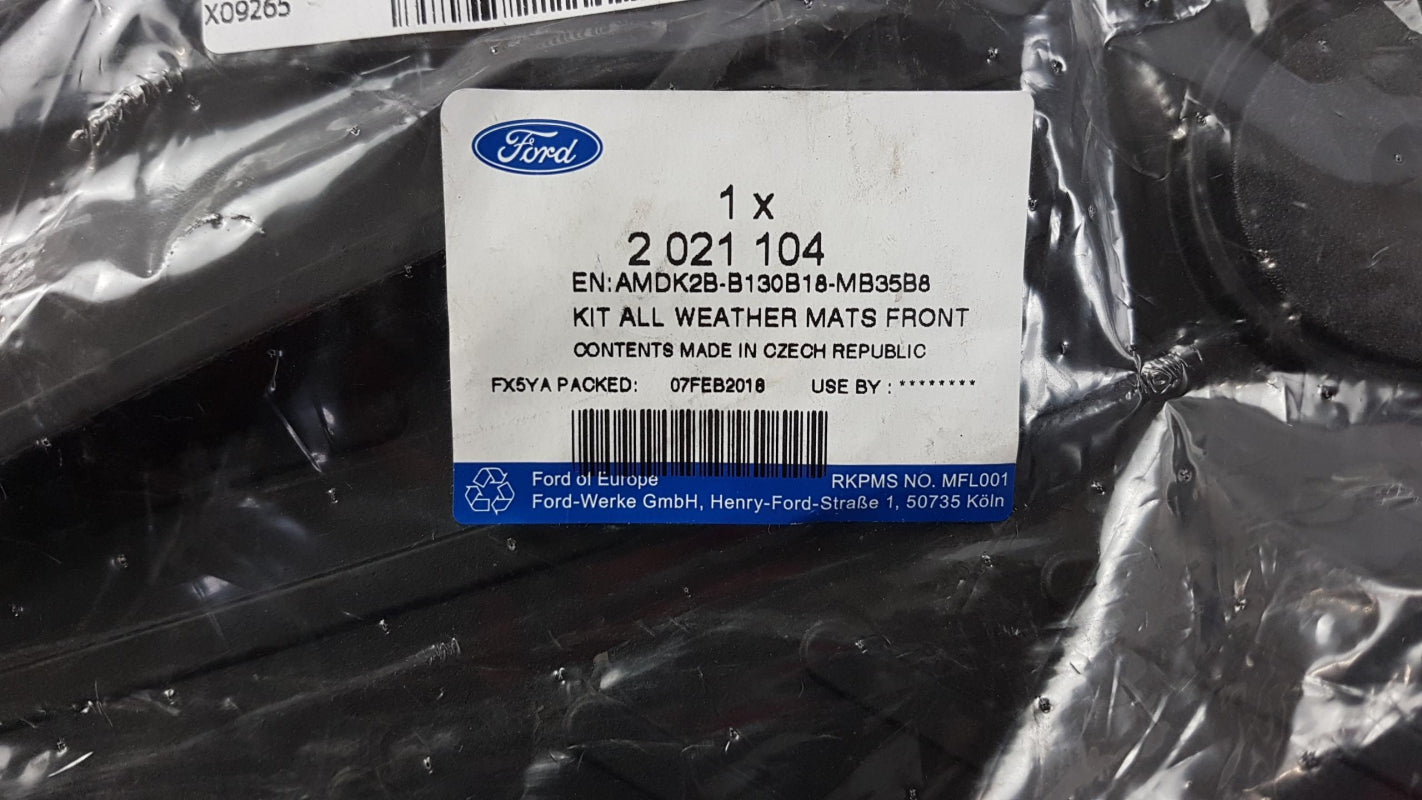 X09265
Ford
1 x
2 021 104
EN:AMDK2B-B130B18-MB35B8
KIT ALL WEATHER MATS FRONT
CONTENTS MADE IN CZECH REPUBLIC
FX5YA PACKED: 07FEB2018 USE BY : ********
Ford of Europe RKPMS NO. MFL001
Ford-Werke GmbH, Henry-Ford-Straße 1, 50735 Köln